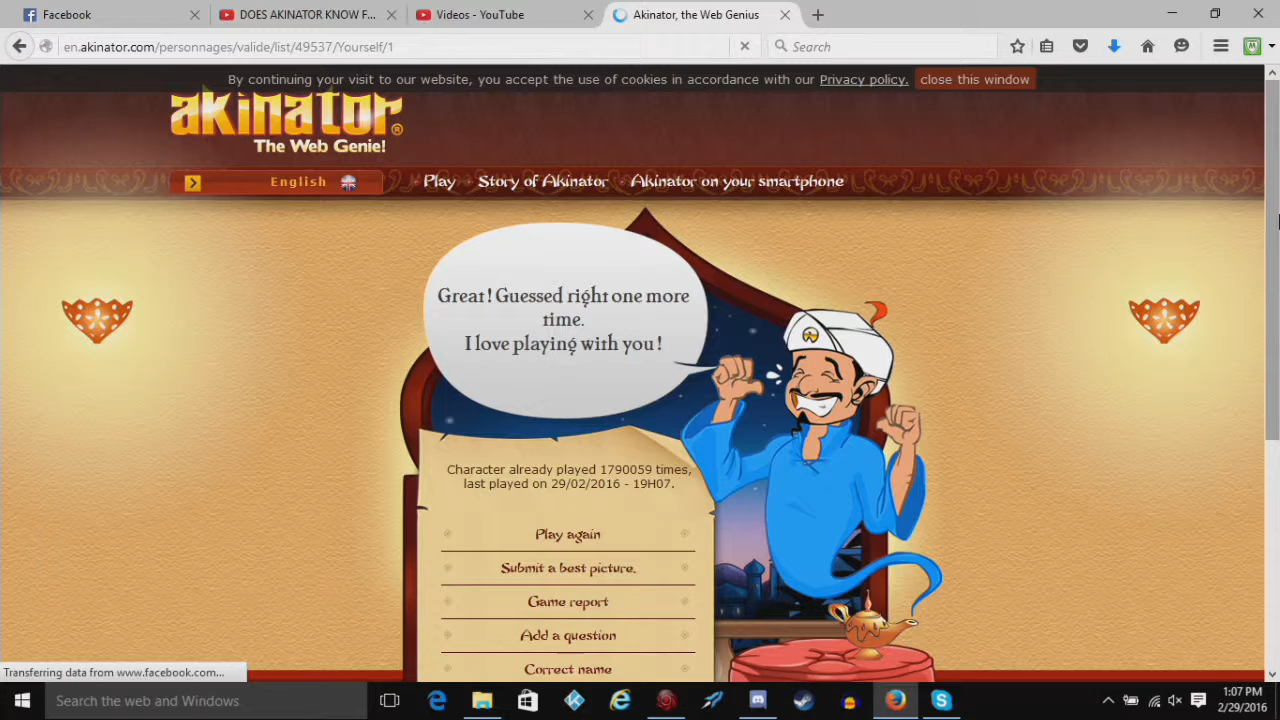 Facebook
DOES AKINATOR KNOW F...
Videos - YouTube
Akinator, the Web Genius
en.akinator.com/personnages/valide/list/49537/Yourself/1
Search
By continuing your visit to our website, you accept the use of cookies in accordance with our Privacy policy. close this window
akinator®
The Web Genie!
English
Play
Story of Akinator
Akinator on your smartphone
Great! Guessed right one more
time.
I love playing with you!
Character already played 1790059 times,
last played on 29/02/2016 - 19H07.
Play again
Submit a best picture.
Game report
Add a question
Correct name
Transferring data from www.facebook.com...
Search the web and Windows
1:07 PM
2/29/2016